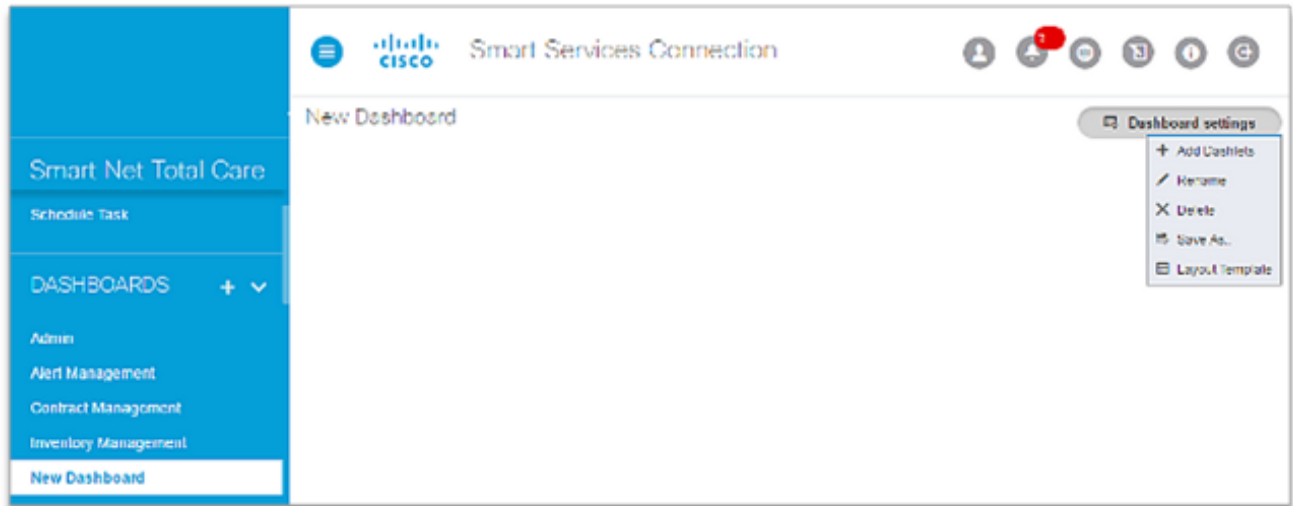 cisco
Smart Services Connection
New Dashboard
Dashboard settings
+ Add Dashlets
Rename
Delete
Save As..
Layout Template
Smart Net Total Care
Schedule Task
DASHBOARDS + 
Admin
Alert Management
Contract Management
Inventory Management
New Dashboard